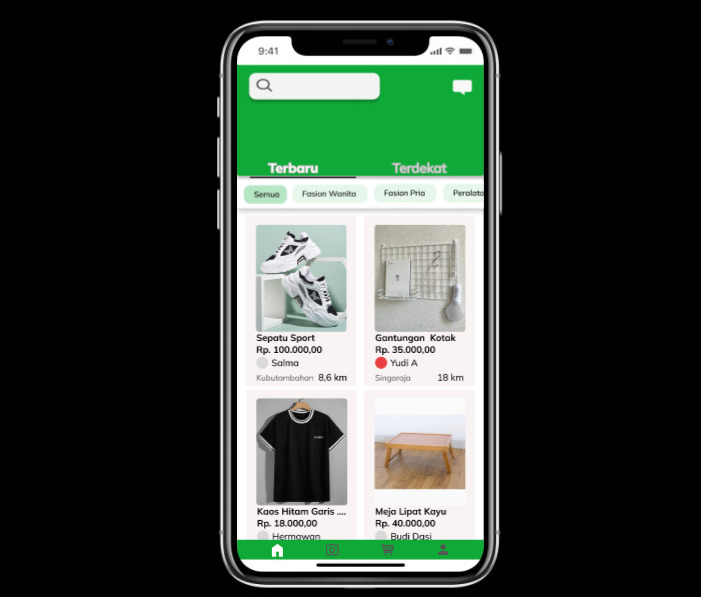 9:41
Terbaru Terdekat
Semua Fasion Wanita Fasion Pria Peralata
Sepatu Sport
Rp. 100.000,00
Salma
Kubutambahan 8,6 km
Gantungan Kotak
Rp. 35.000,00
Yudi A
Singaraja 18 km
Kaos Hitam Garis ....
Rp. 18.000,00
Hermawan
Meja Lipat Kayu
Rp. 40.000,00
Budi Dasi